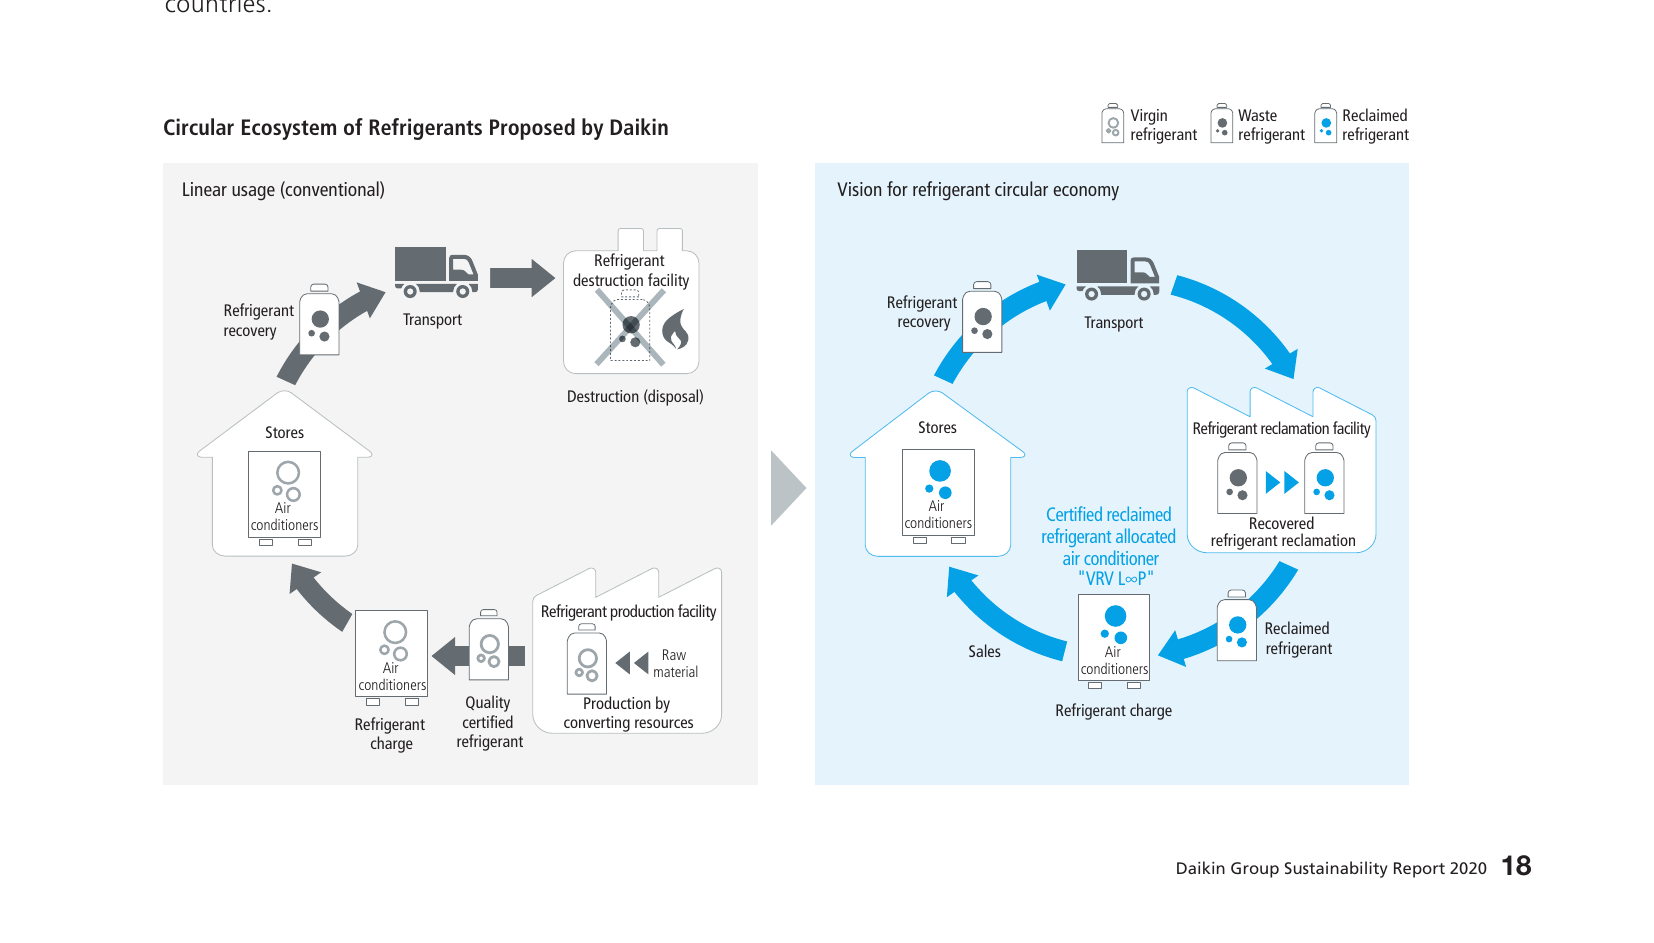 countries.
Circular Ecosystem of Refrigerants Proposed by Daikin
Virgin
refrigerant
Waste
refrigerant
Reclaimed
refrigerant
Linear usage (conventional)
Refrigerant
recovery
Transport
Refrigerant
destruction facility
Destruction (disposal)
Stores
Air
conditioners
Air
conditioners
Refrigerant
charge
Quality
certified
refrigerant
Refrigerant production facility
Raw
material
Production by
converting resources
Vision for refrigerant circular economy
Refrigerant
recovery
Transport
Stores
Air
conditioners
Refrigerant reclamation facility
Recovered
refrigerant reclamation
Certified reclaimed
refrigerant allocated
air conditioner
"VRV L∞P"
Air
conditioners
Reclaimed
refrigerant
Sales
Refrigerant charge
Daikin Group Sustainability Report 2020 18